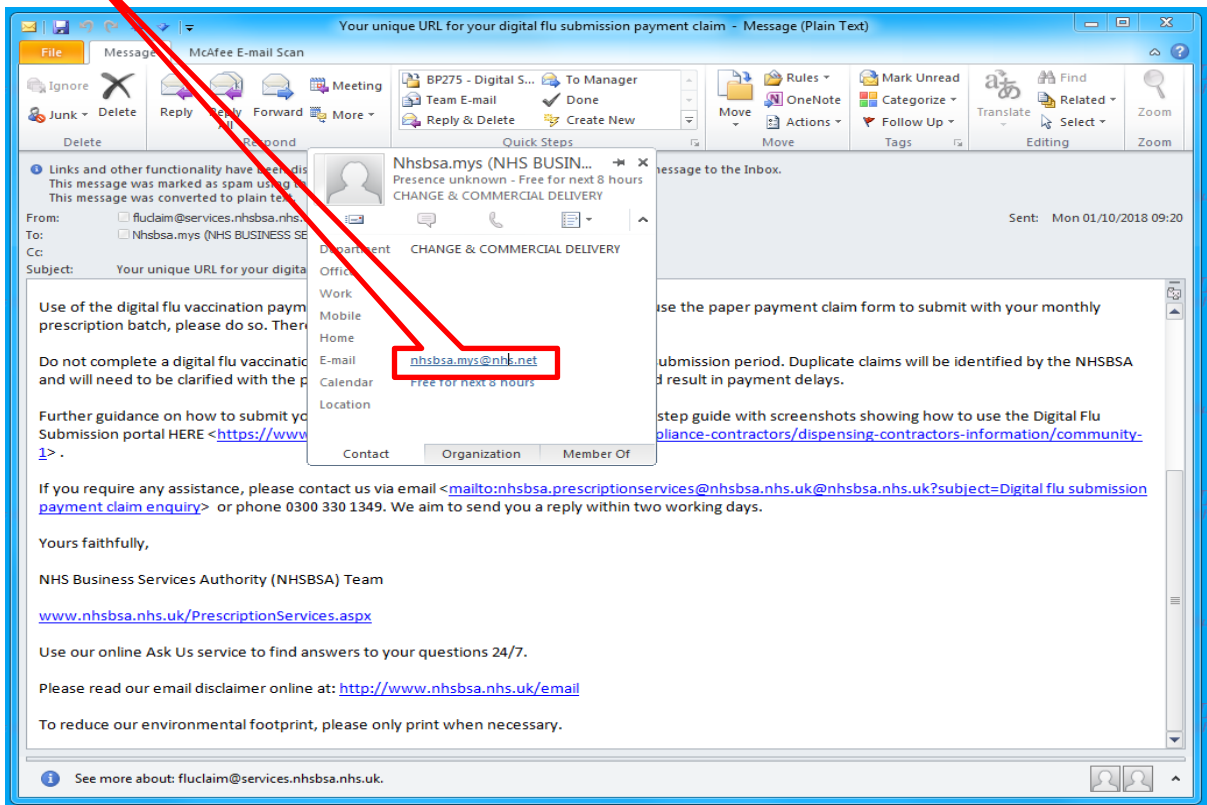 Your unique URL for your digital flu submission payment claim - Message (Plain Text)
File Message McAfee E-mail Scan
Ignore
Junk
Delete
Reply
Reply All
Forward
Meeting
More
BP275 - Digital S...
Team E-mail
Reply & Delete
To Manager
Done
Create New
Move
Rules
OneNote
Actions
Mark Unread
Categorize
Follow Up
Translate
Find
Related
Select
Zoom
Delete Respond Quick Steps Move Tags Editing Zoom
Links and other functionality have been dis
This message was marked as spam using
This message was converted to plain text.
essage to the Inbox.
From: fluclaim@services.nhsbsa.nhs.
Sent: Mon 01/10/2018 09:20
To: Nhsbsa.mys (NHS BUSINESS SE
Cc:
Subject: Your unique URL for your digita
Nhsbsa.mys (NHS BUSIN...
Presence unknown - Free for next 8 hours
CHANGE & COMMERCIAL DELIVERY
Department CHANGE & COMMERCIAL DELIVERY
Office
Work
Mobile
Home
E-mail nhsbsa.mys@nhs.net
Calendar Free for next 8 hours
Location
Contact Organization Member Of
Use of the digital flu vaccination paym use the paper payment claim form to submit with your monthly
prescription batch, please do so. Ther
Do not complete a digital flu vaccinatio submission period. Duplicate claims will be identified by the NHSBSA
and will need to be clarified with the p d result in payment delays.
Further guidance on how to submit yo step guide with screenshots showing how to use the Digital Flu
Submission portal HERE <https://www pliance-contractors/dispensing-contractors-information/community-
1> .
If you require any assistance, please contact us via email <mailto:nhsbsa.prescriptionservices@nhsbsa.nhs.uk@nhsbsa.nhs.uk?subject=Digital flu submission
payment claim enquiry> or phone 0300 330 1349. We aim to send you a reply within two working days.
Yours faithfully,
NHS Business Services Authority (NHSBSA) Team
www.nhsbsa.nhs.uk/PrescriptionServices.aspx
Use our online Ask Us service to find answers to your questions 24/7.
Please read our email disclaimer online at: http://www.nhsbsa.nhs.uk/email
To reduce our environmental footprint, please only print when necessary.
See more about: fluclaim@services.nhsbsa.nhs.uk.